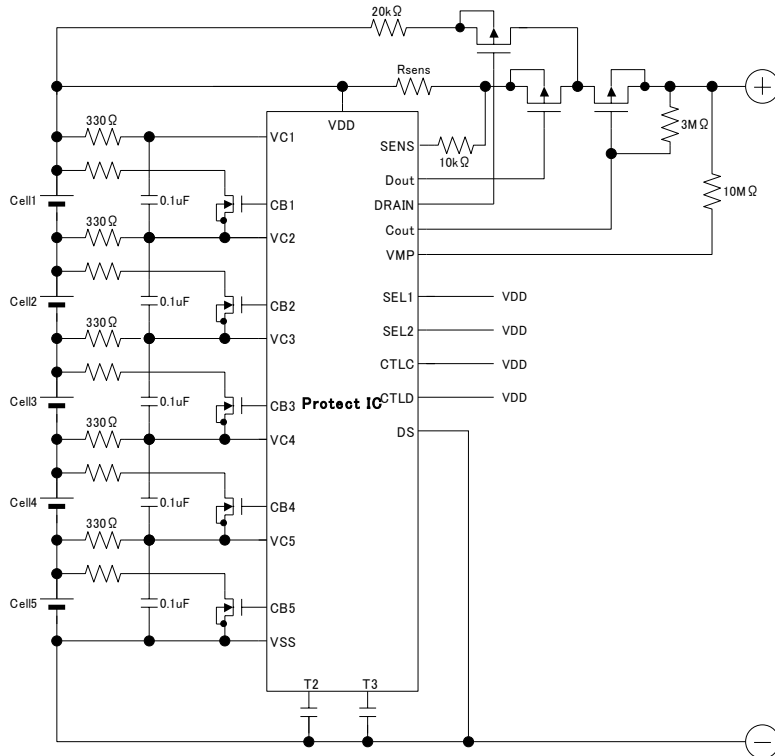 20kΩ
Rsens
330Ω
VDD
VC1
SENS
3MΩ
10kΩ
Dout
10MΩ
Cell1
0.1uF
CB1
DRAIN
330Ω
VC2
Cout
VMP
Cell2
0.1uF
CB2
SEL1
VDD
330Ω
VC3
SEL2
VDD
CTLC
VDD
Cell3
0.1uF
CB3
Protect IC
CTLD
VDD
330Ω
VC4
DS
Cell4
0.1uF
CB4
330Ω
VC5
Cell5
0.1uF
CB5
VSS
T2
T3
+
−